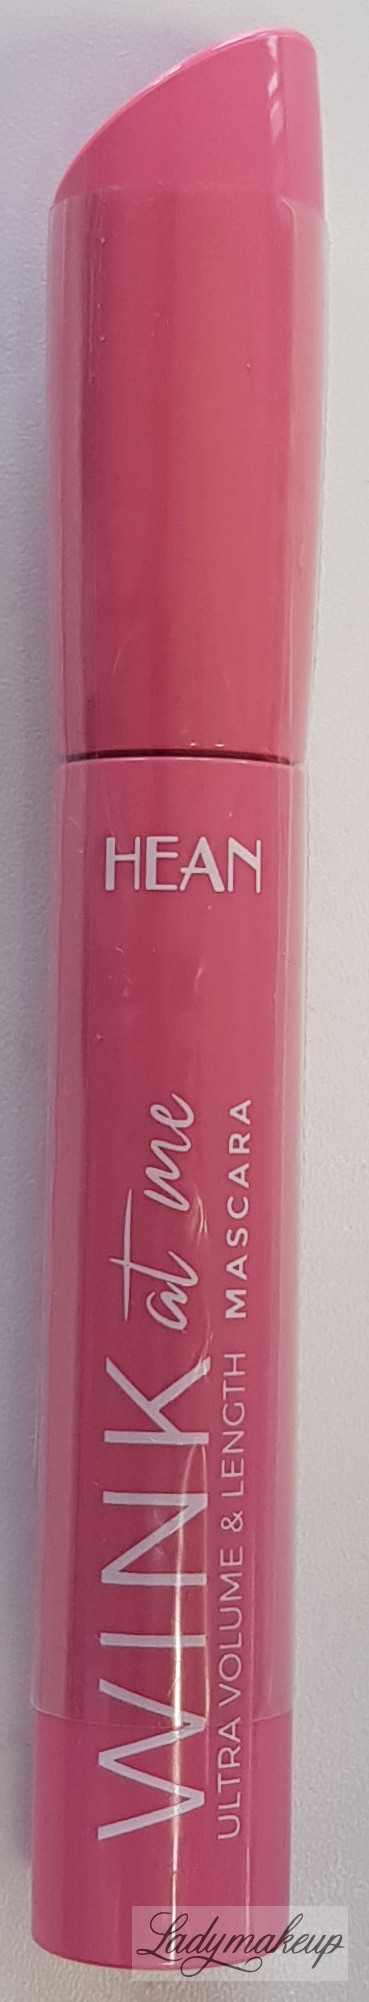 HEAN
WINK at me
ULTRA VOLUME & LENGTH MASCARA
Ladymakeup